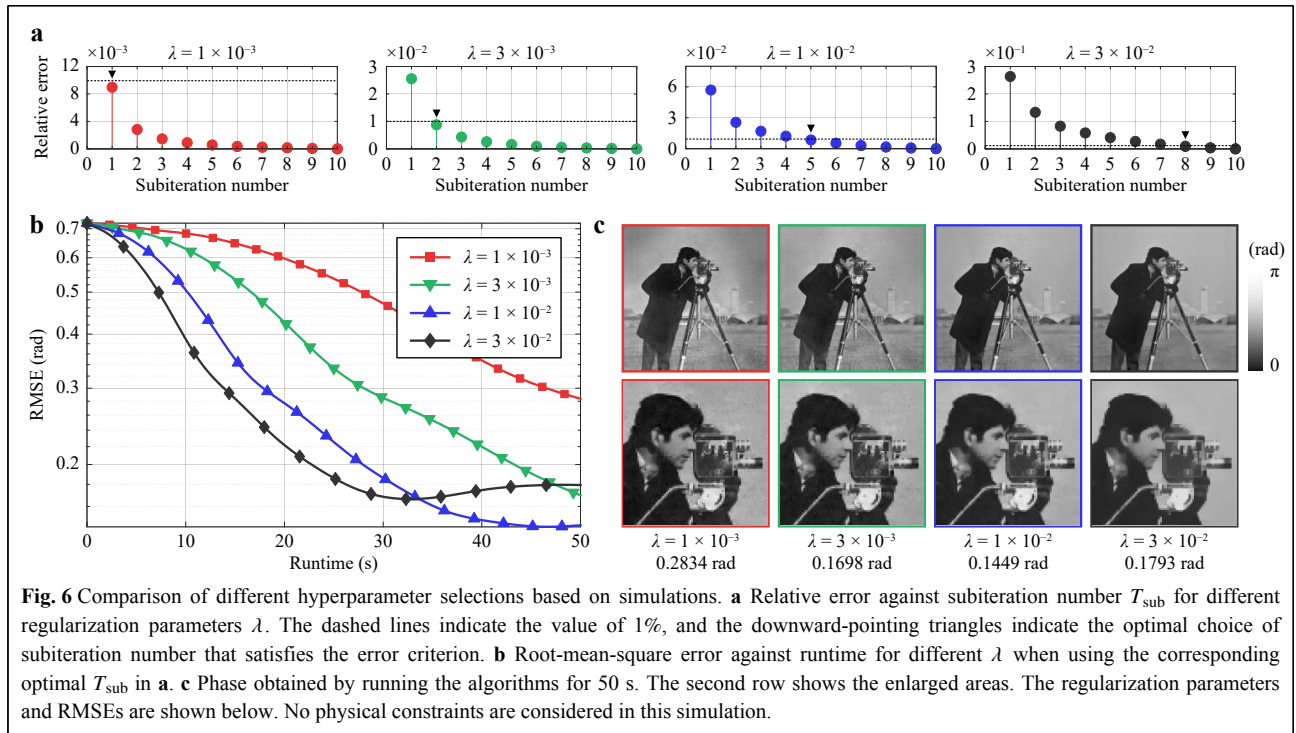 a
×10⁻³ λ = 1 × 10⁻³
Relative error
12
8
4
0
0 1 2 3 4 5 6 7 8 9 10
Subiteration number
×10⁻² λ = 3 × 10⁻³
3
2
1
0
0 1 2 3 4 5 6 7 8 9 10
Subiteration number
×10⁻² λ = 1 × 10⁻²
6
3
0
0 1 2 3 4 5 6 7 8 9 10
Subiteration number
×10⁻¹ λ = 3 × 10⁻²
3
2
1
0
0 1 2 3 4 5 6 7 8 9 10
Subiteration number
b
RMSE (rad)
0.7
0.6
0.5
0.4
0.3
0.2
0 10 20 30 40 50
Runtime (s)
λ = 1 × 10⁻³
λ = 3 × 10⁻³
λ = 1 × 10⁻²
λ = 3 × 10⁻²
c
(rad)
π
0
λ = 1 × 10⁻³ λ = 3 × 10⁻³ λ = 1 × 10⁻² λ = 3 × 10⁻²
0.2834 rad 0.1698 rad 0.1449 rad 0.1793 rad
Fig. 6 Comparison of different hyperparameter selections based on simulations. a Relative error against subiteration number T_sub for different
regularization parameters λ. The dashed lines indicate the value of 1%, and the downward-pointing triangles indicate the optimal choice of
subiteration number that satisfies the error criterion. b Root-mean-square error against runtime for different λ when using the corresponding
optimal T_sub in a. c Phase obtained by running the algorithms for 50 s. The second row shows the enlarged areas. The regularization parameters
and RMSEs are shown below. No physical constraints are considered in this simulation.